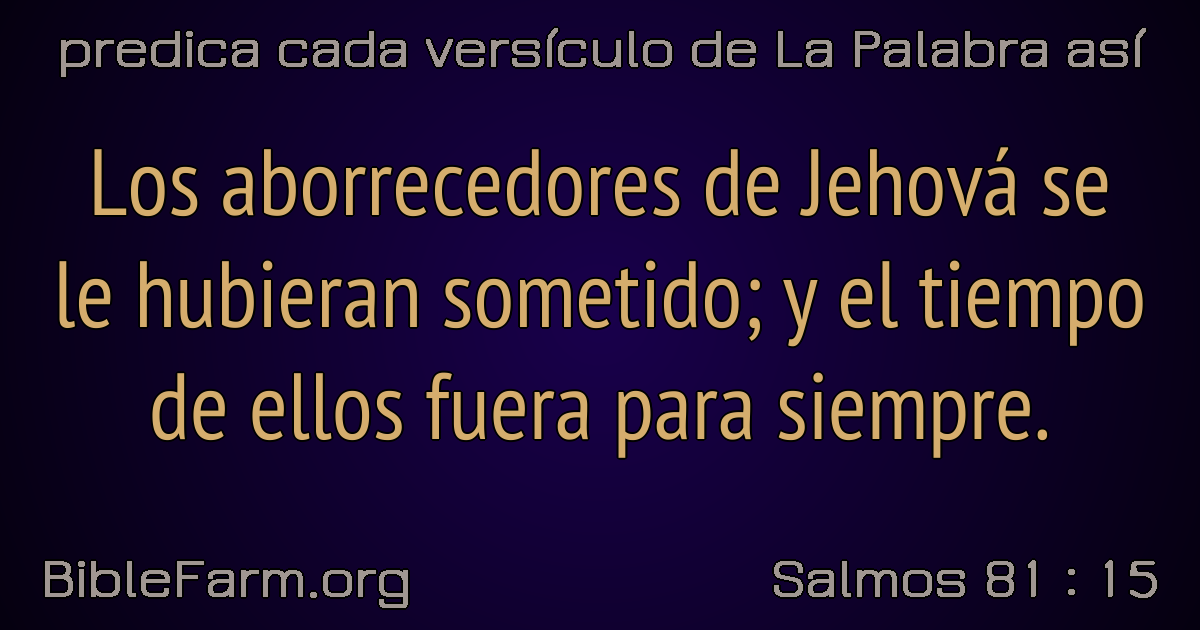 predica cada versículo de La Palabra así
Los aborrecedores de Jehová se
le hubieran sometido; y el tiempo
de ellos fuera para siempre.
BibleFarm.org
Salmos 81 : 15